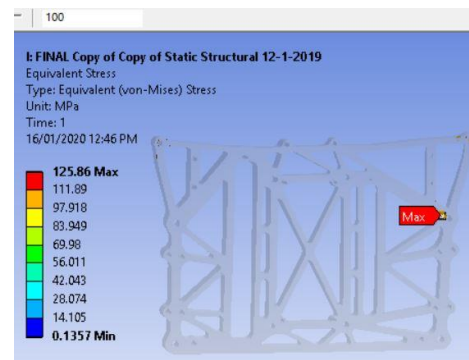 100
I: FINAL Copy of Copy of Static Structural 12-1-2019
Equivalent Stress
Type: Equivalent (von-Mises) Stress
Unit: MPa
Time: 1
16/01/2020 12:46 PM
125.86 Max
111.89
97.918
83.949
69.98
56.011
42.043
28.074
14.105
0.1357 Min
Max